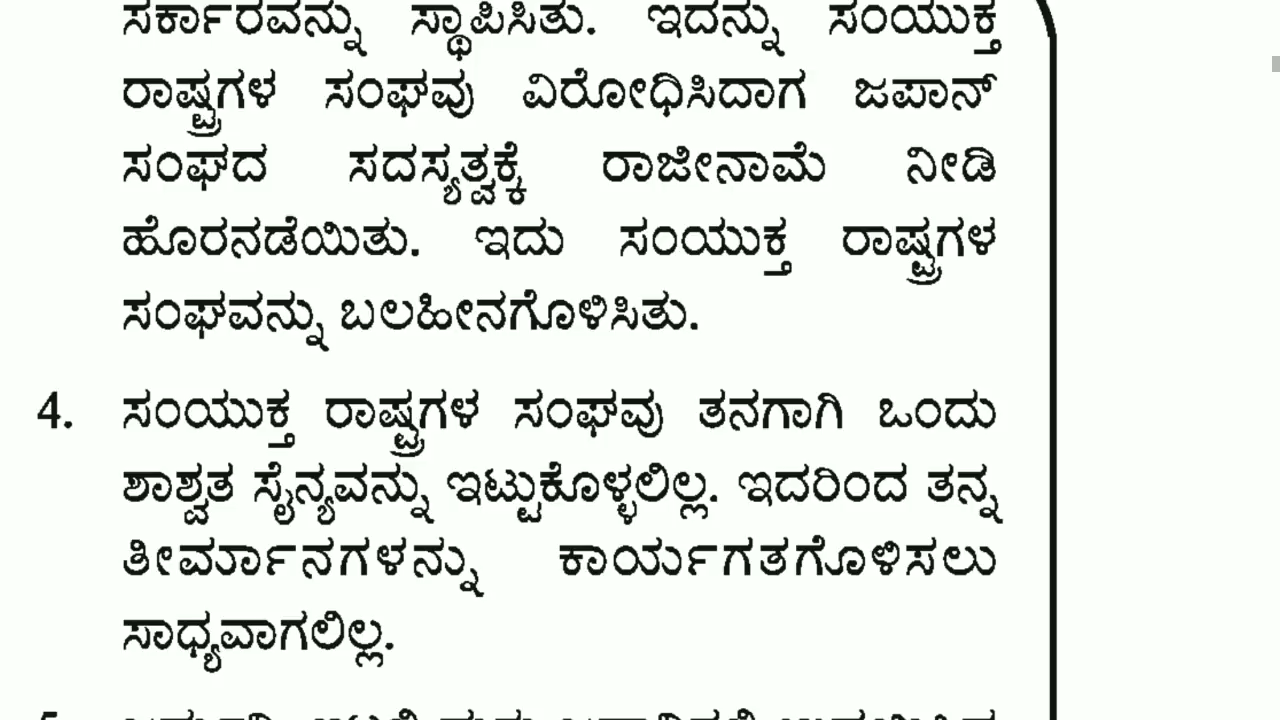 ಸರ್ಕಾರವನ್ನು ಸ್ಥಾಪಿಸಿತು. ಇದನ್ನು ಸಂಯುಕ್ತ
ರಾಷ್ಟ್ರಗಳ ಸಂಘವು ವಿರೋಧಿಸಿದಾಗ ಜಪಾನ್
ಸಂಘದ ಸದಸ್ಯತ್ವಕ್ಕೆ ರಾಜೀನಾಮೆ ನೀಡಿ
ಹೊರನಡೆಯಿತು. ಇದು ಸಂಯುಕ್ತ ರಾಷ್ಟ್ರಗಳ
ಸಂಘವನ್ನು ಬಲಹೀನಗೊಳಿಸಿತು.
4. ಸಂಯುಕ್ತ ರಾಷ್ಟ್ರಗಳ ಸಂಘವು ತನಗಾಗಿ ಒಂದು
ಶಾಶ್ವತ ಸೈನ್ಯವನ್ನು ಇಟ್ಟುಕೊಳ್ಳಲಿಲ್ಲ. ಇದರಿಂದ ತನ್ನ
ತೀರ್ಮಾನಗಳನ್ನು ಕಾರ್ಯಗತಗೊಳಿಸಲು
ಸಾಧ್ಯವಾಗಲಿಲ್ಲ.